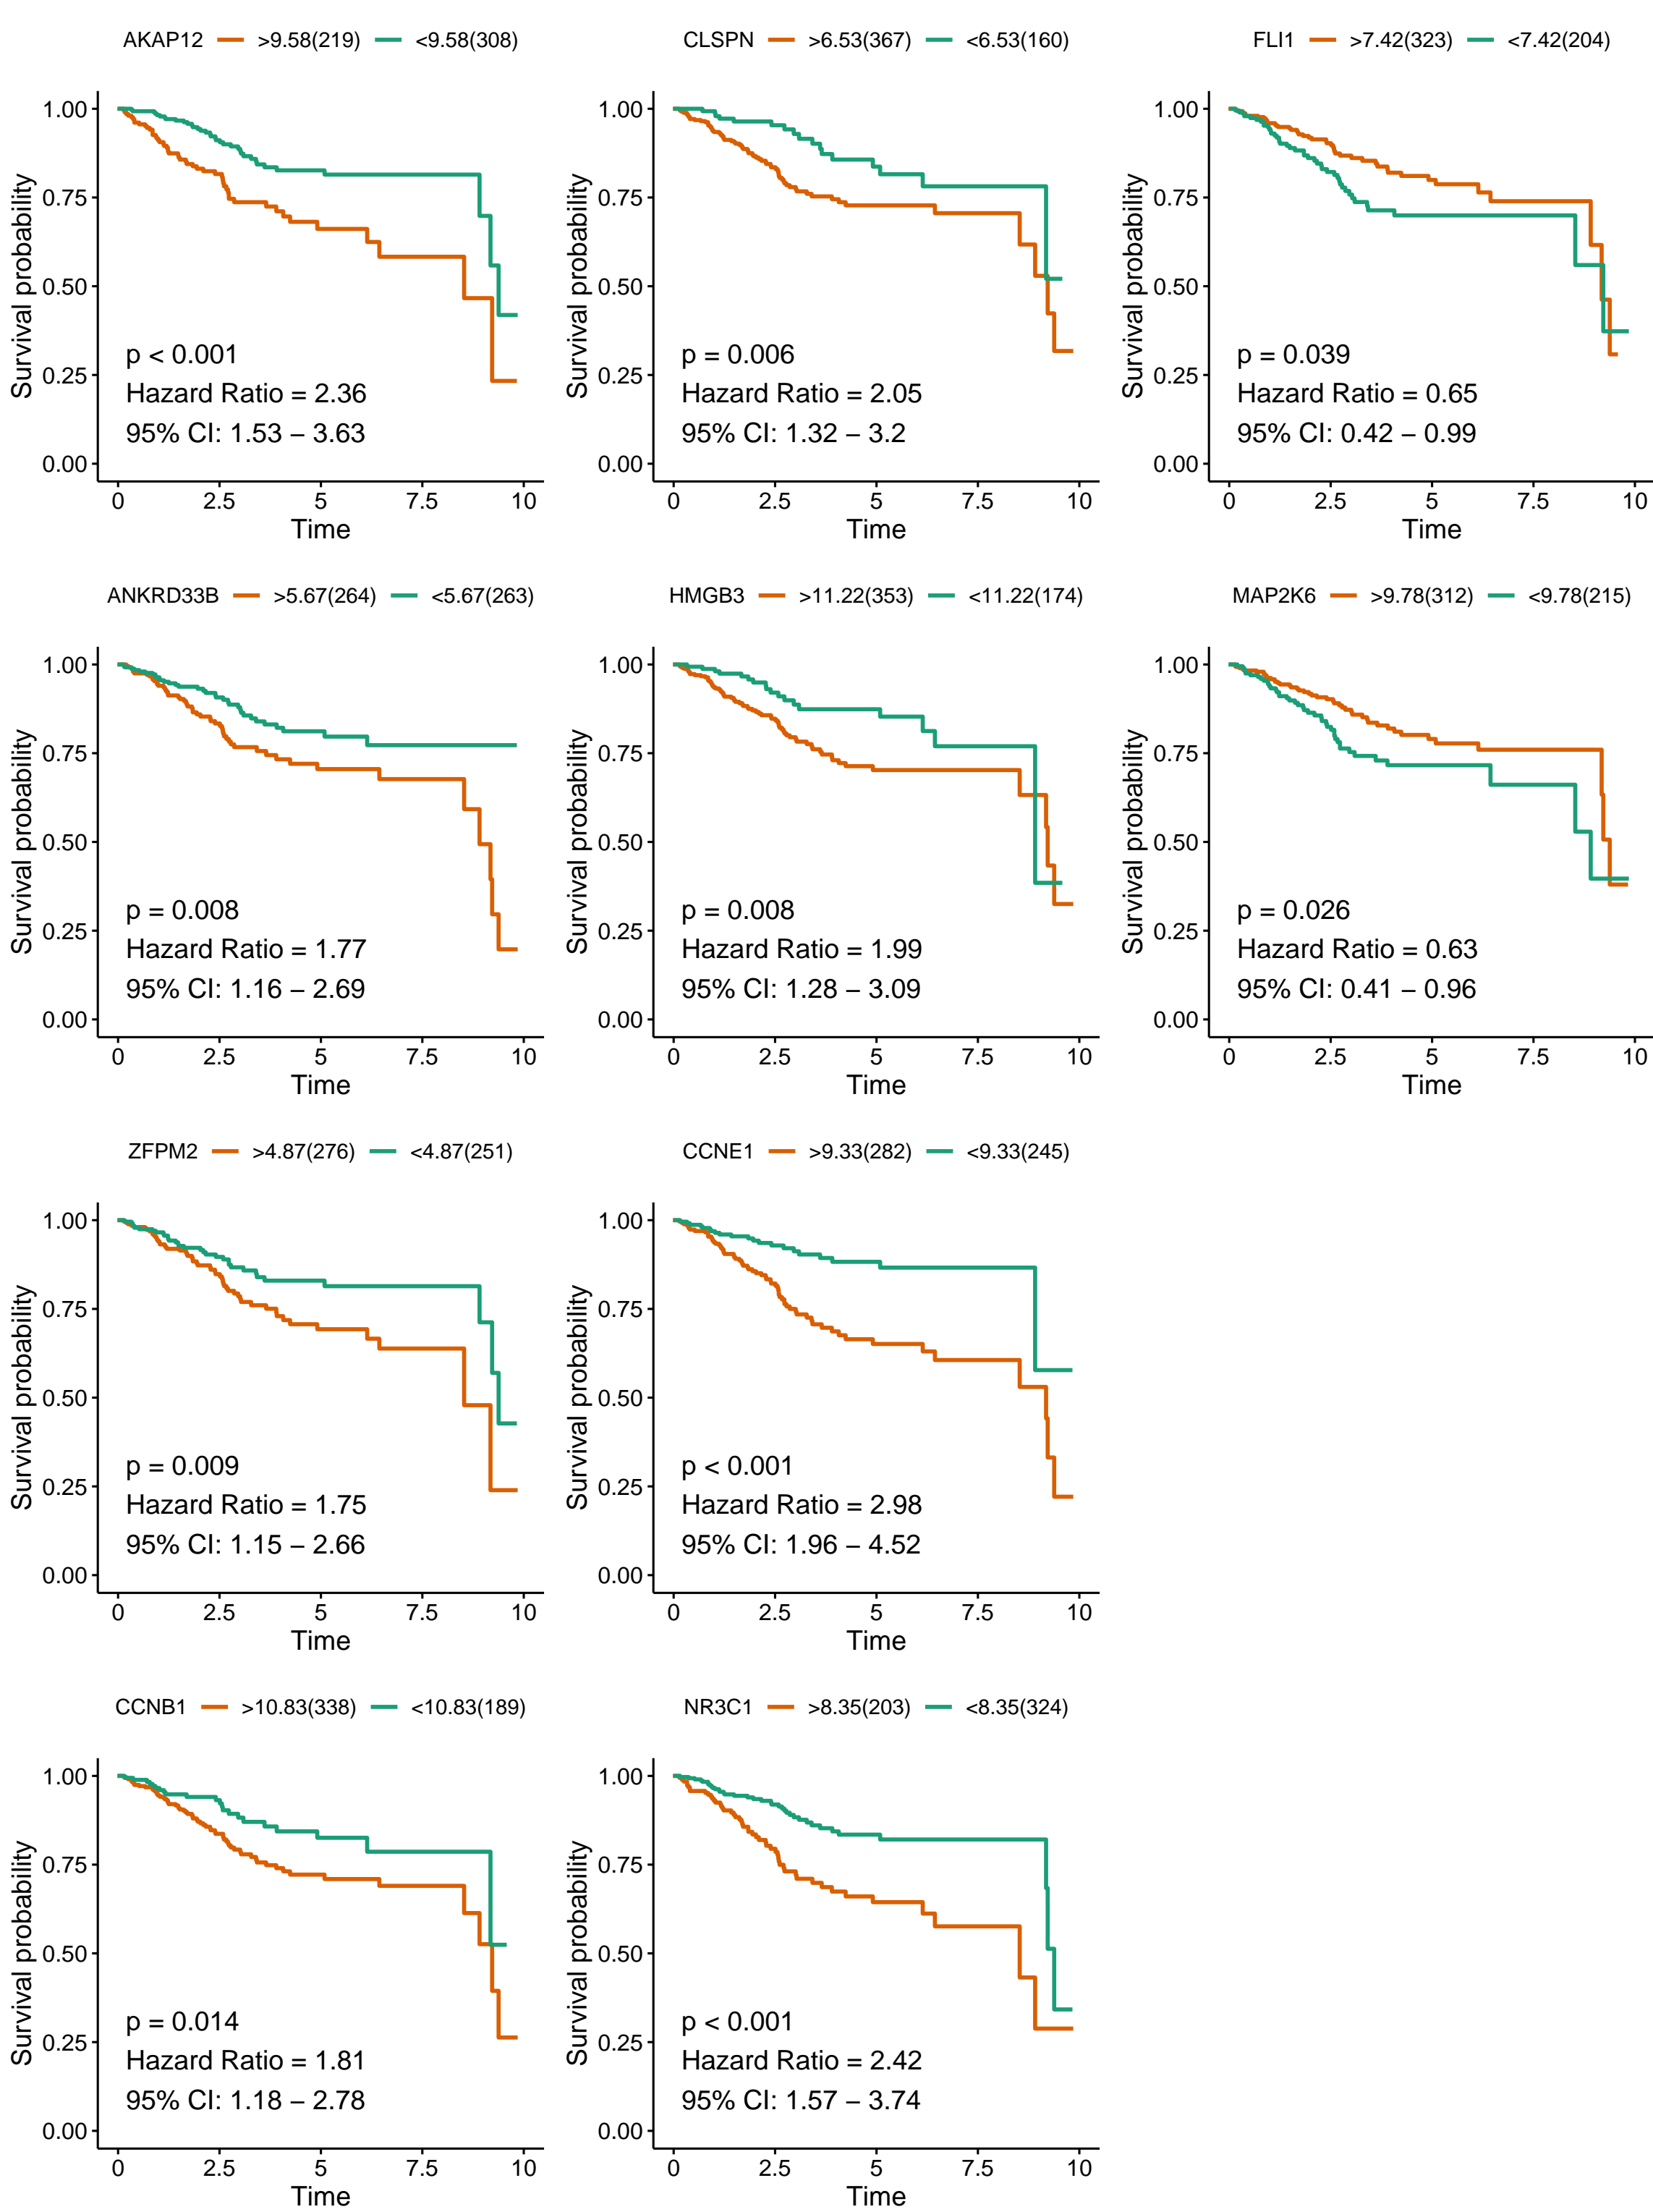 AKAP12 >9.58(219) <9.58(308)
1.00
0.75
0.50
0.25
0.00
Survival probability
p < 0.001
Hazard Ratio = 2.36
95% CI: 1.53 – 3.63
0 2.5 5 7.5 10
Time
CLSPN >6.53(367) <6.53(160)
1.00
0.75
0.50
0.25
0.00
Survival probability
p = 0.006
Hazard Ratio = 2.05
95% CI: 1.32 – 3.2
0 2.5 5 7.5 10
Time
FLI1 >7.42(323) <7.42(204)
1.00
0.75
0.50
0.25
0.00
Survival probability
p = 0.039
Hazard Ratio = 0.65
95% CI: 0.42 – 0.99
0 2.5 5 7.5 10
Time
ANKRD33B >5.67(264) <5.67(263)
1.00
0.75
0.50
0.25
0.00
Survival probability
p = 0.008
Hazard Ratio = 1.77
95% CI: 1.16 – 2.69
0 2.5 5 7.5 10
Time
HMGB3 >11.22(353) <11.22(174)
1.00
0.75
0.50
0.25
0.00
Survival probability
p = 0.008
Hazard Ratio = 1.99
95% CI: 1.28 – 3.09
0 2.5 5 7.5 10
Time
MAP2K6 >9.78(312) <9.78(215)
1.00
0.75
0.50
0.25
0.00
Survival probability
p = 0.026
Hazard Ratio = 0.63
95% CI: 0.41 – 0.96
0 2.5 5 7.5 10
Time
ZFPM2 >4.87(276) <4.87(251)
1.00
0.75
0.50
0.25
0.00
Survival probability
p = 0.009
Hazard Ratio = 1.75
95% CI: 1.15 – 2.66
0 2.5 5 7.5 10
Time
CCNE1 >9.33(282) <9.33(245)
1.00
0.75
0.50
0.25
0.00
Survival probability
p < 0.001
Hazard Ratio = 2.98
95% CI: 1.96 – 4.52
0 2.5 5 7.5 10
Time
CCNB1 >10.83(338) <10.83(189)
1.00
0.75
0.50
0.25
0.00
Survival probability
p = 0.014
Hazard Ratio = 1.81
95% CI: 1.18 – 2.78
0 2.5 5 7.5 10
Time
NR3C1 >8.35(203) <8.35(324)
1.00
0.75
0.50
0.25
0.00
Survival probability
p < 0.001
Hazard Ratio = 2.42
95% CI: 1.57 – 3.74
0 2.5 5 7.5 10
Time